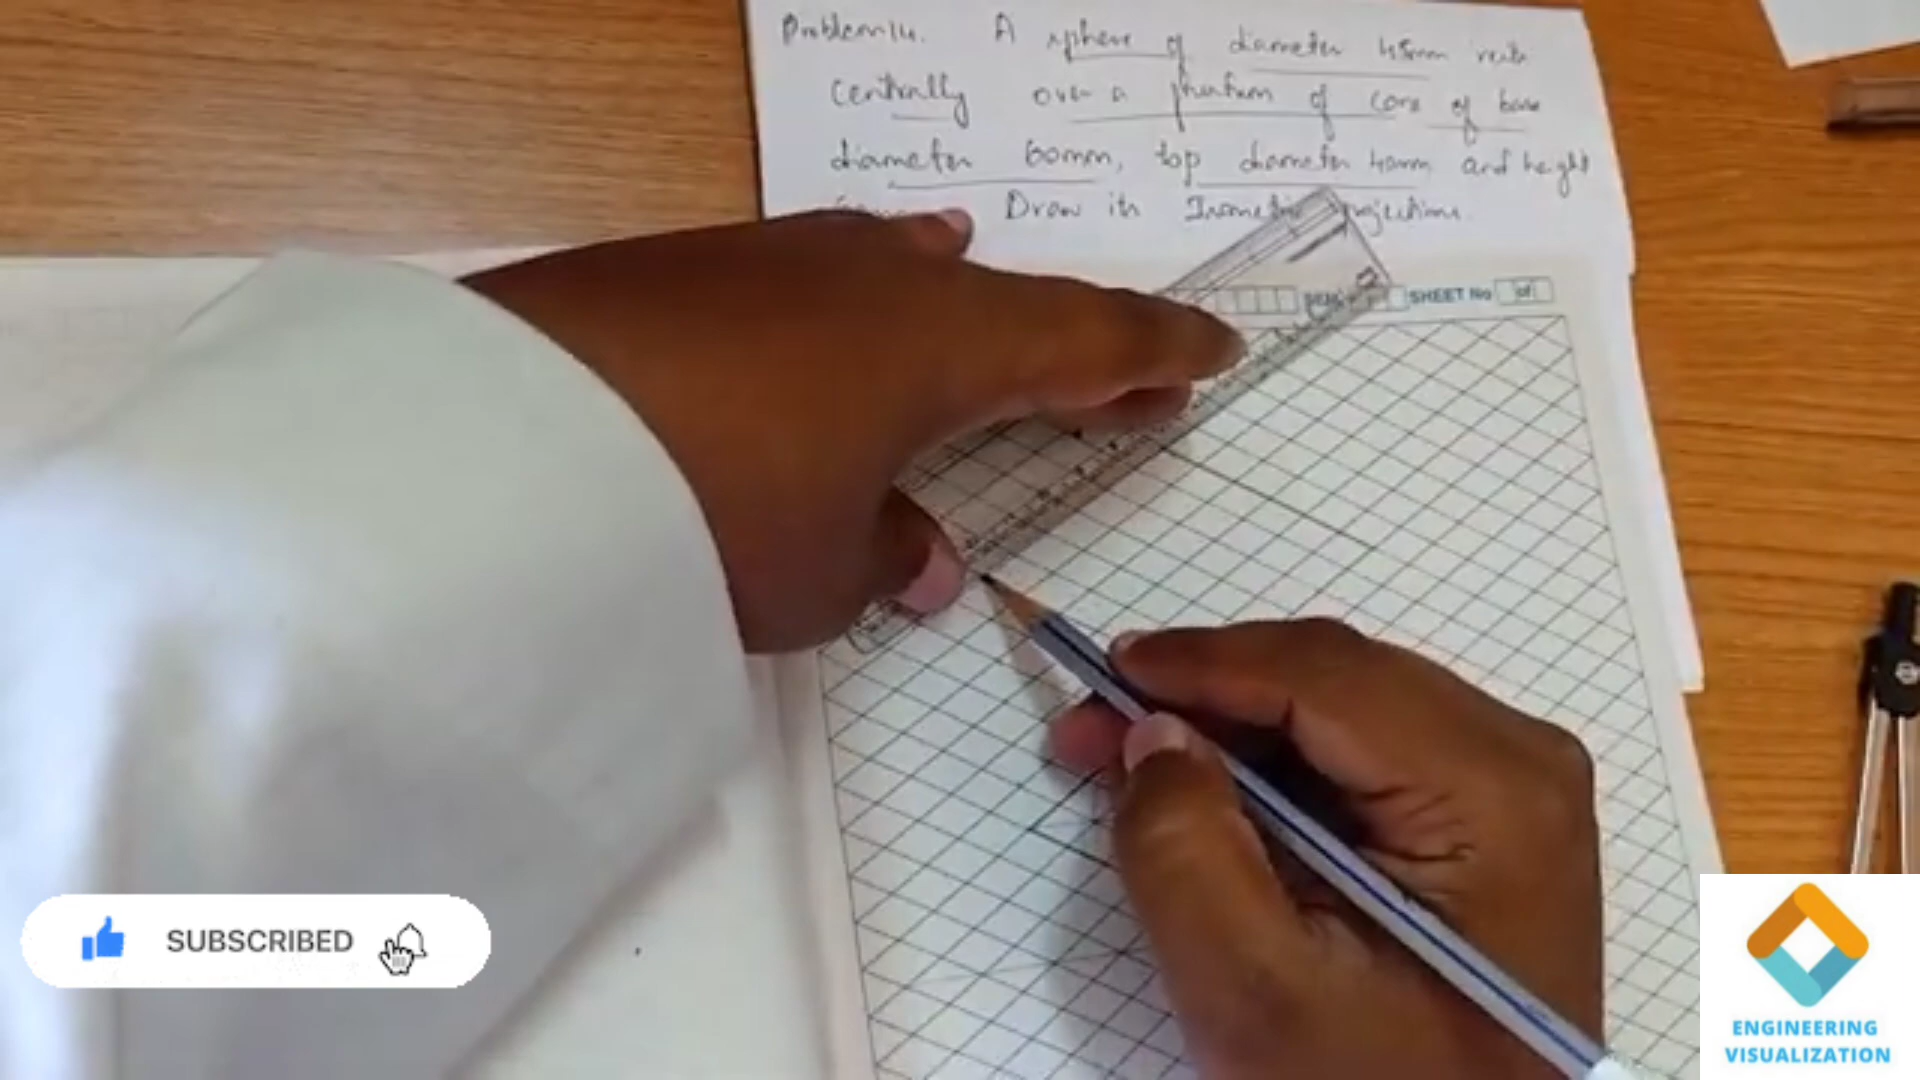 Problem 14. A sphere of diameter 45mm rests
centrally over a frustum of cone of base
diameter 60mm, top diameter 40mm and height
Draw its Isometric projections.
SHEET No of
SUBSCRIBED
ENGINEERING
VISUALIZATION